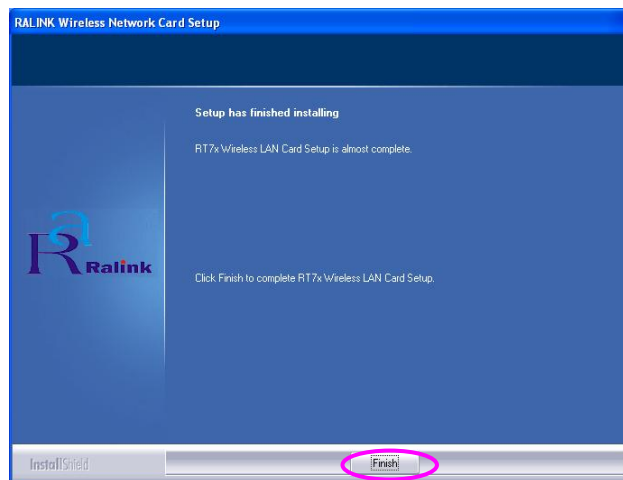 RALINK Wireless Network Card Setup
Setup has finished installing
RT7x Wireless LAN Card Setup is almost complete.
Ralink
Click Finish to complete RT7x Wireless LAN Card Setup.
InstallShield
Finish